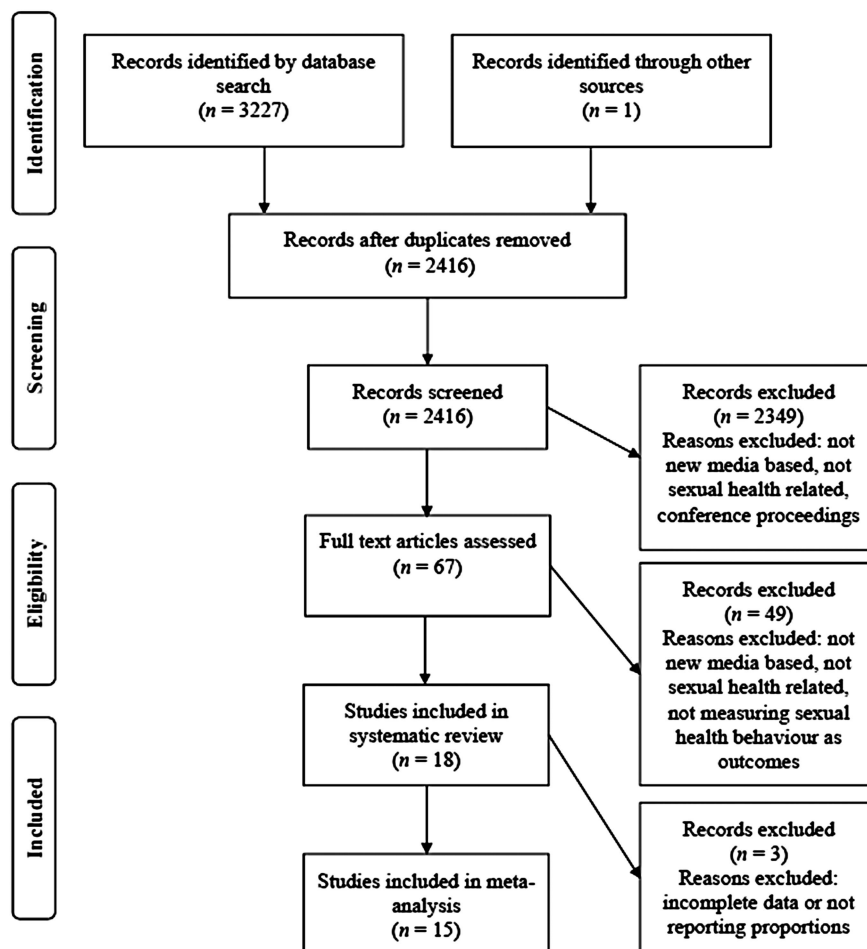 Identification
Records identified by database
search
(n = 3227)
Records identified through other
sources
(n = 1)
Records after duplicates removed
(n = 2416)
Screening
Records screened
(n = 2416)
Records excluded
(n = 2349)
Reasons excluded: not
new media based, not
sexual health related,
conference proceedings
Eligibility
Full text articles assessed
(n = 67)
Records excluded
(n = 49)
Reasons excluded: not
new media based, not
sexual health related,
not measuring sexual
health behaviour as
outcomes
Included
Studies included in
systematic review
(n = 18)
Records excluded
(n = 3)
Reasons excluded:
incomplete data or not
reporting proportions
Studies included in meta-
analysis
(n = 15)